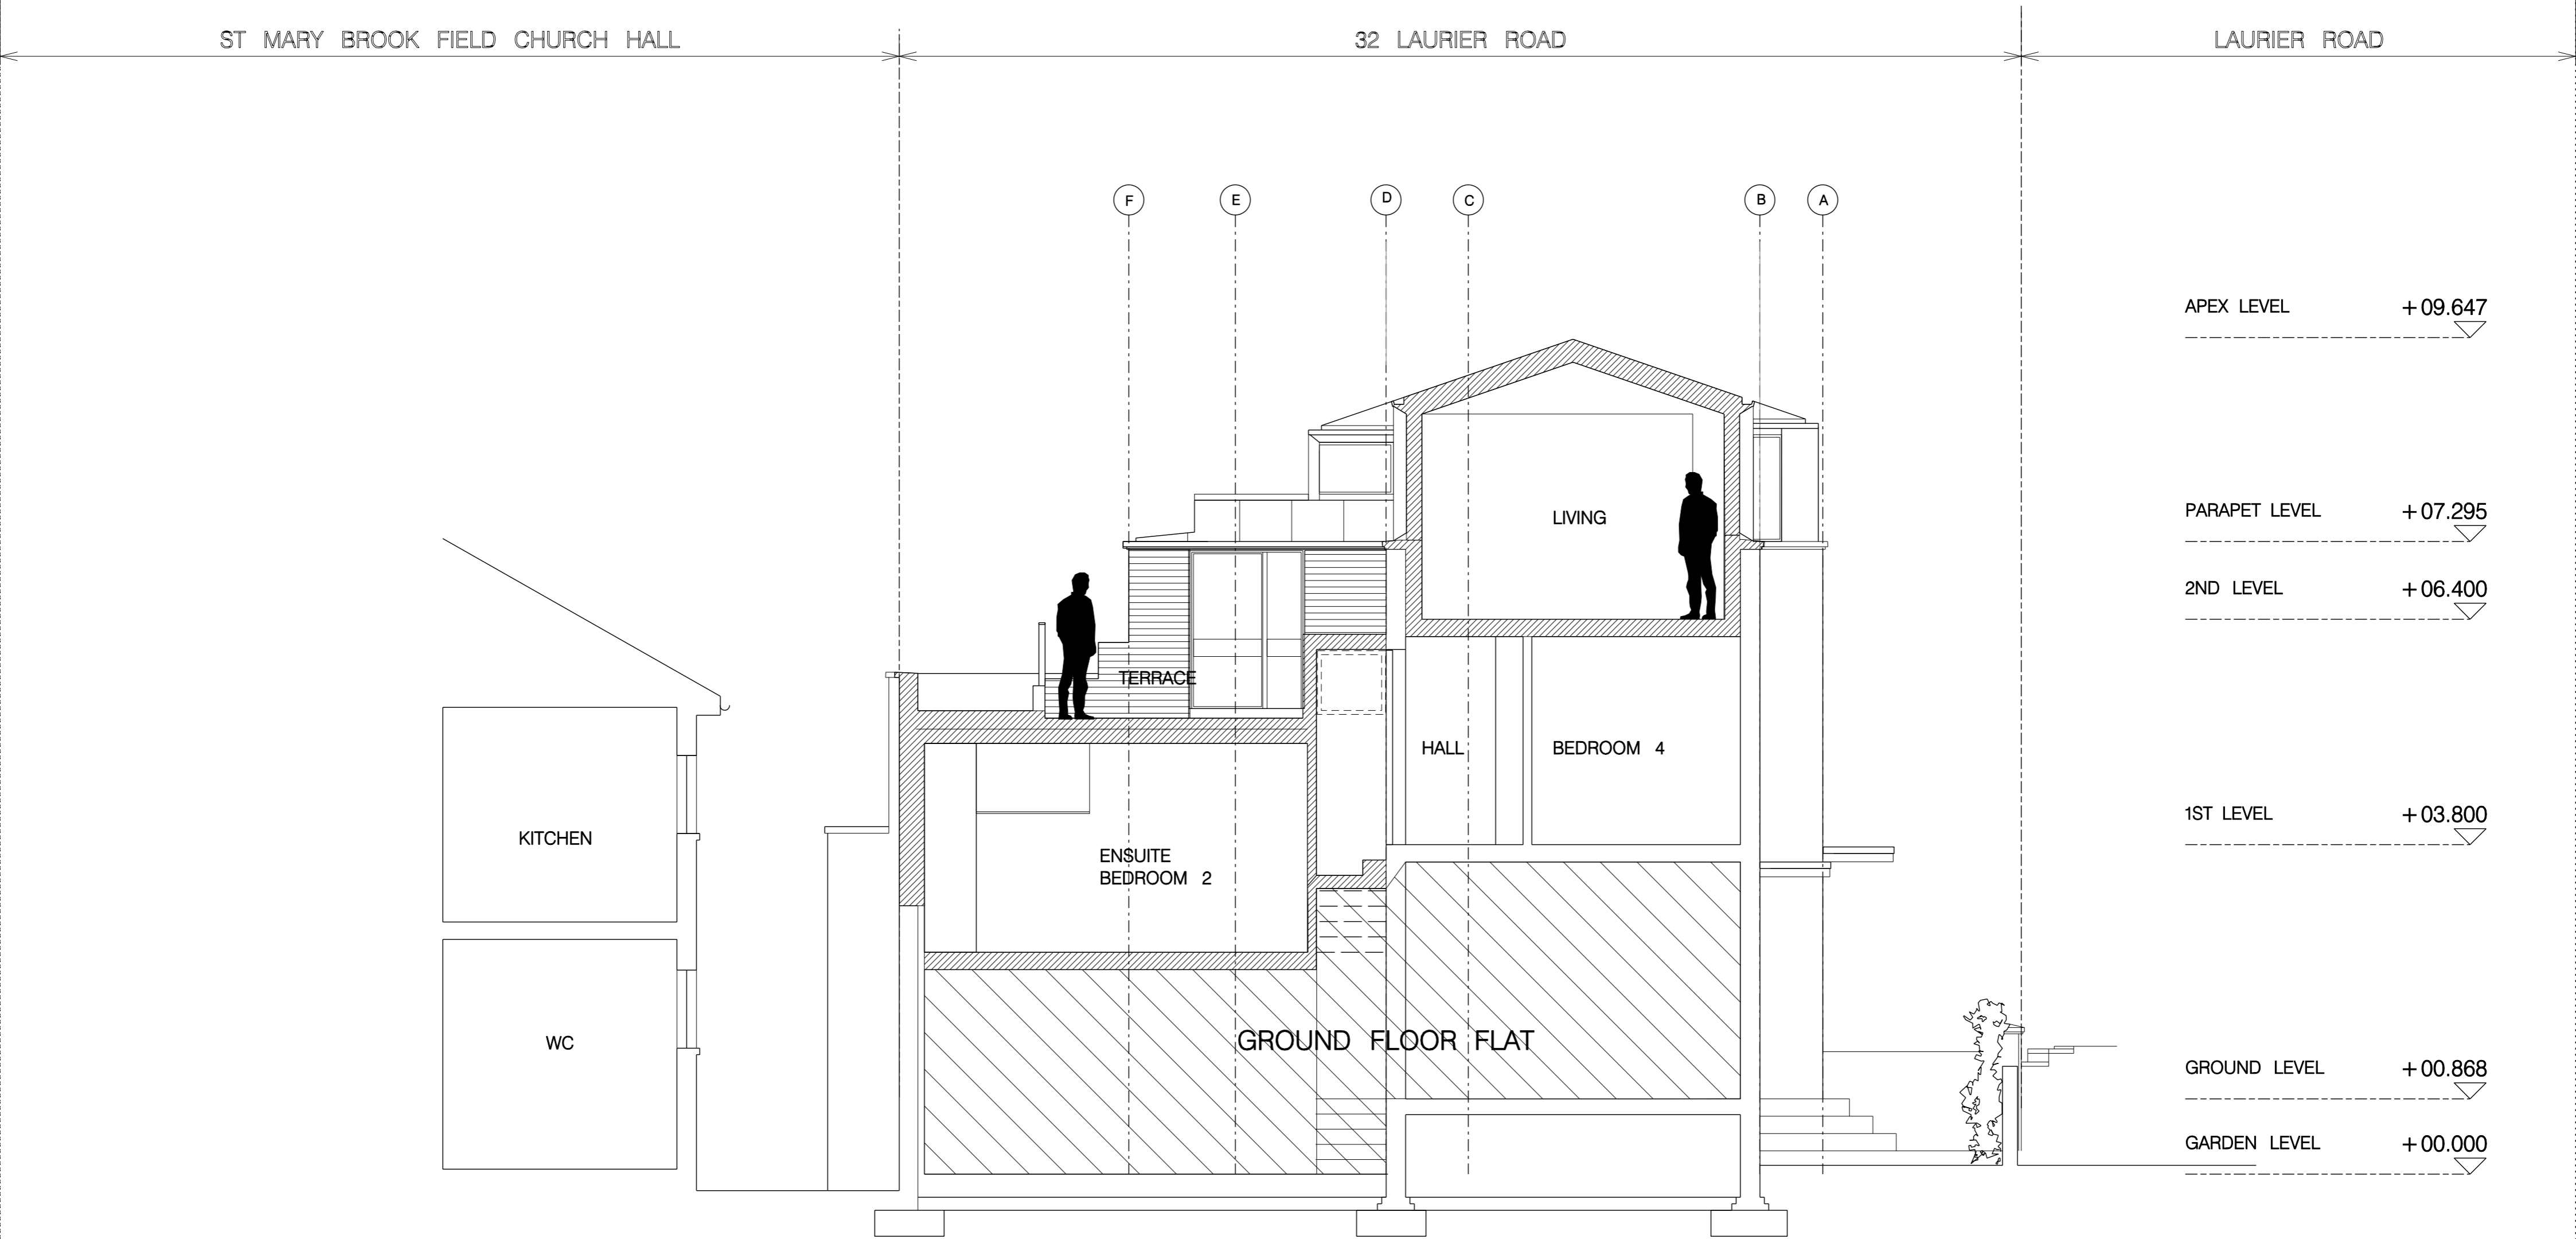 ST MARY BROOK FIELD CHURCH HALL
32 LAURIER ROAD
LAURIER ROAD
F
E
D
C
B
A
APEX LEVEL +09.647
PARAPET LEVEL +07.295
LIVING
2ND LEVEL +06.400
TERRACE
HALL
BEDROOM 4
1ST LEVEL +03.800
KITCHEN
ENSUITE
BEDROOM 2
GROUND FLOOR FLAT
WC
GROUND LEVEL +00.868
GARDEN LEVEL +00.000